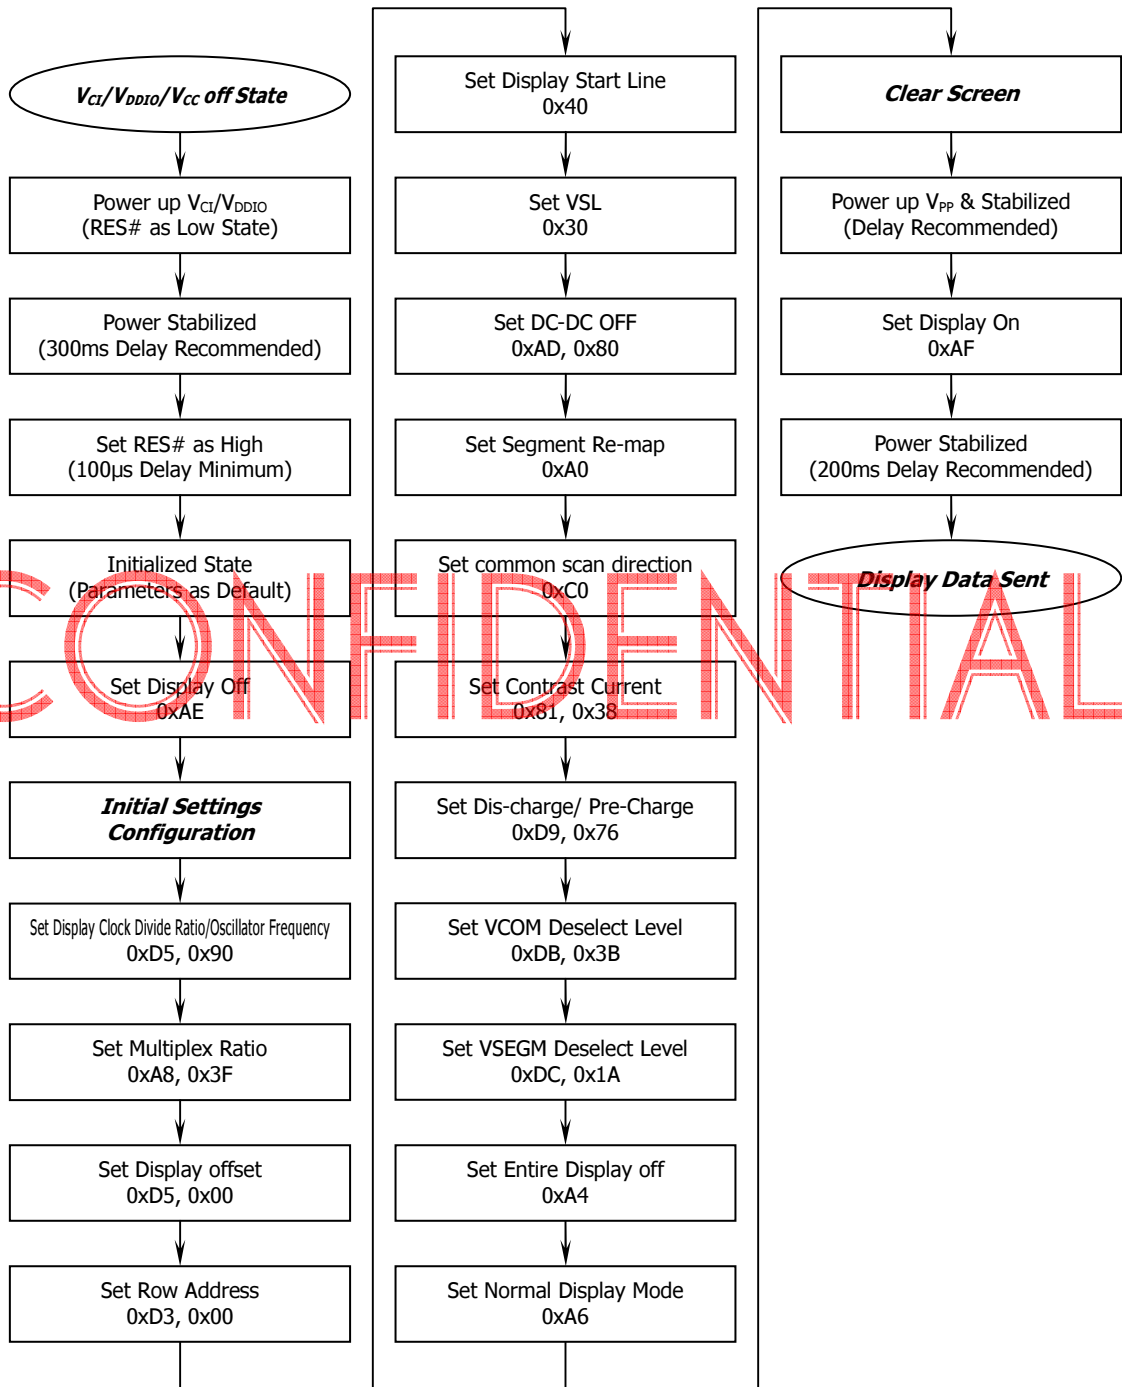 V_CI/V_DDIO/V_CC off State
Power up V_CI/V_DDIO
(RES# as Low State)
Power Stabilized
(300ms Delay Recommended)
Set RES# as High
(100µs Delay Minimum)
Initialized State
(Parameters as Default)
Set Display Off
0xAE
Initial Settings
Configuration
Set Display Clock Divide Ratio/Oscillator Frequency
0xD5, 0x90
Set Multiplex Ratio
0xA8, 0x3F
Set Display offset
0xD5, 0x00
Set Row Address
0xD3, 0x00
Set Display Start Line
0x40
Set VSL
0x30
Set DC-DC OFF
0xAD, 0x80
Set Segment Re-map
0xA0
Set common scan direction
0xC0
Set Contrast Current
0x81, 0x38
Set Dis-charge/ Pre-Charge
0xD9, 0x76
Set VCOM Deselect Level
0xDB, 0x3B
Set VSEGM Deselect Level
0xDC, 0x1A
Set Entire Display off
0xA4
Set Normal Display Mode
0xA6
Clear Screen
Power up V_PP & Stabilized
(Delay Recommended)
Set Display On
0xAF
Power Stabilized
(200ms Delay Recommended)
Display Data Sent
CONFIDENTIAL